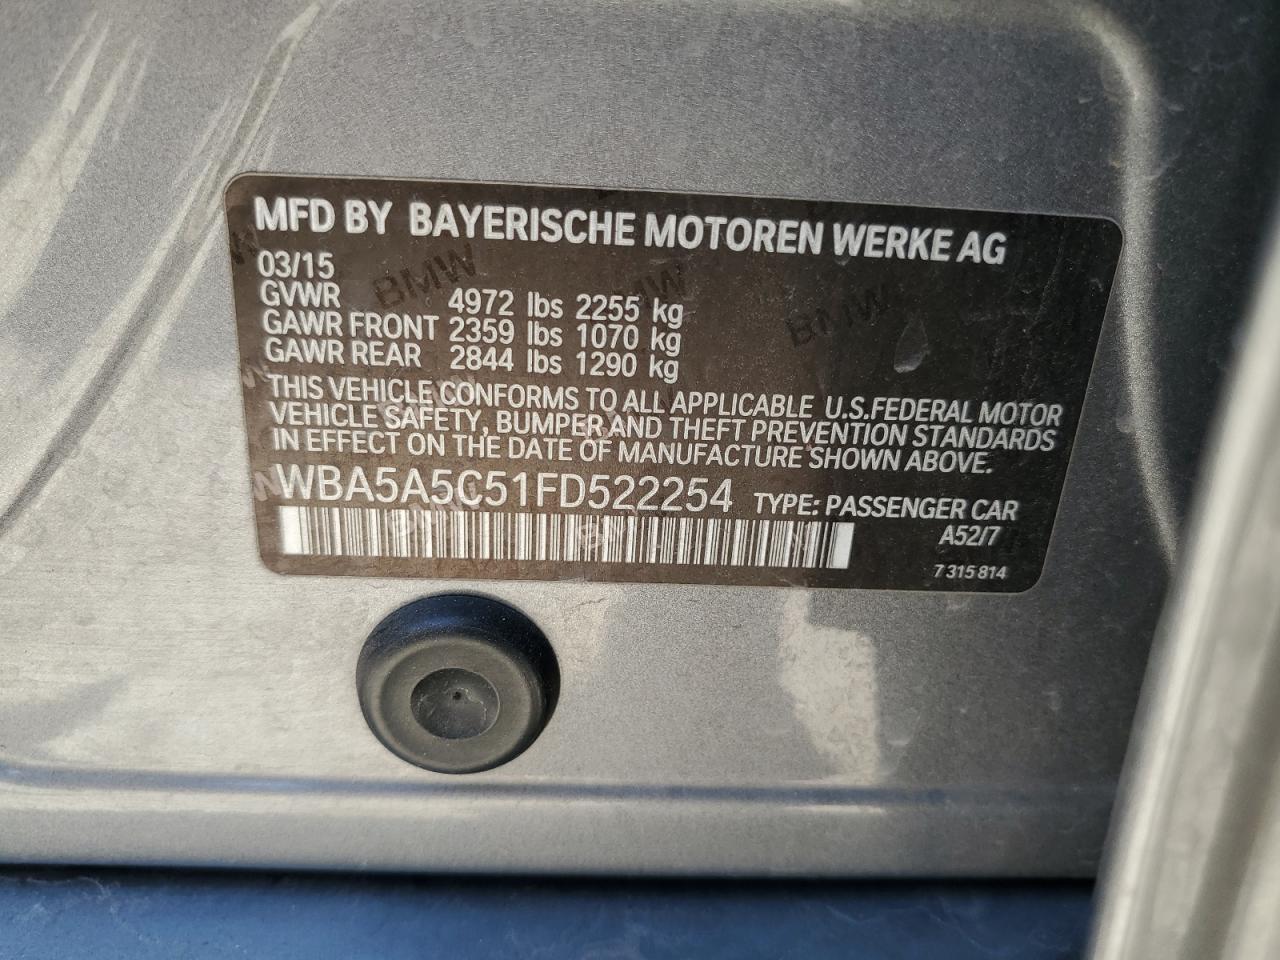 MFD BY BAYERISCHE MOTOREN WERKE AG
03/15
GVWR 4972 lbs 2255 kg
GAWR FRONT 2359 lbs 1070 kg
GAWR REAR 2844 lbs 1290 kg
THIS VEHICLE CONFORMS TO ALL APPLICABLE U.S.FEDERAL MOTOR
VEHICLE SAFETY, BUMPER AND THEFT PREVENTION STANDARDS
IN EFFECT ON THE DATE OF MANUFACTURE SHOWN ABOVE.
WBA5A5C51FD522254 TYPE: PASSENGER CAR
A52/7
7 315 814